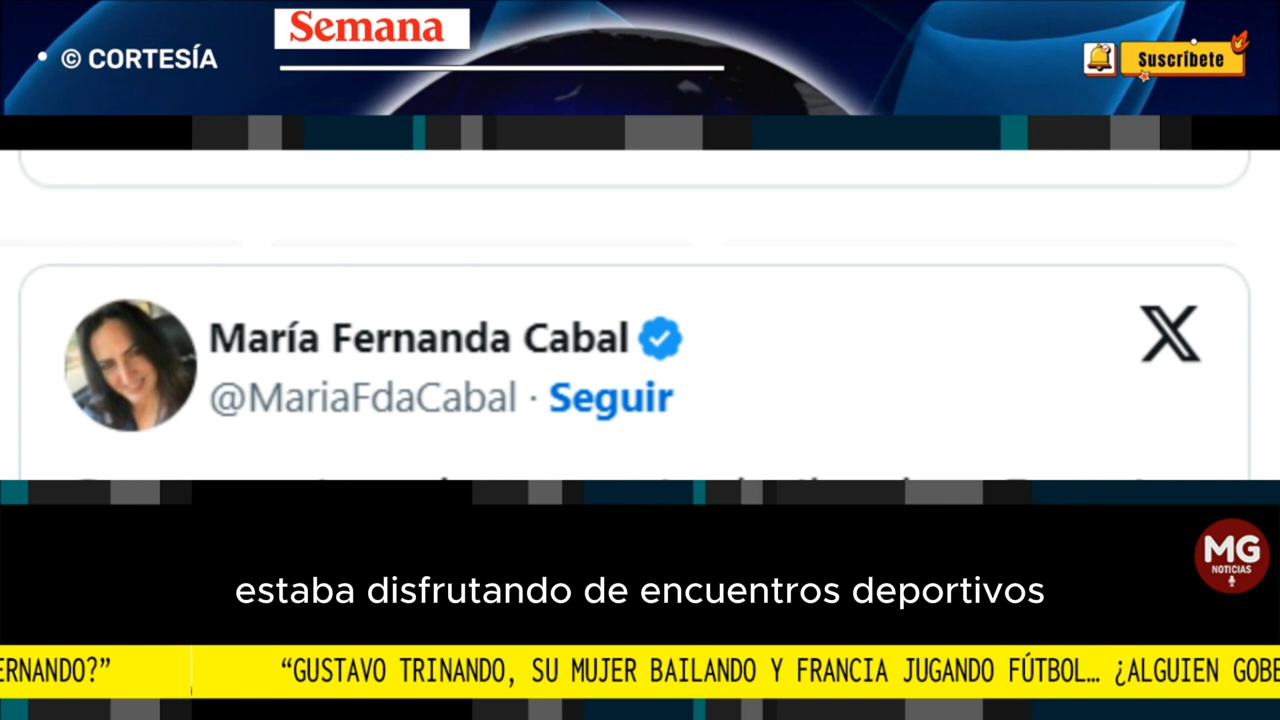 Semana
• © CORTESÍA
Suscríbete
María Fernanda Cabal
X
@MariaFdaCabal · Seguir
MG
NOTICIAS
estaba disfrutando de encuentros deportivos
ERNANDO?” “GUSTAVO TRINANDO, SU MUJER BAILANDO Y FRANCIA JUGANDO FÚTBOL... ¿ALGUIEN GOBE